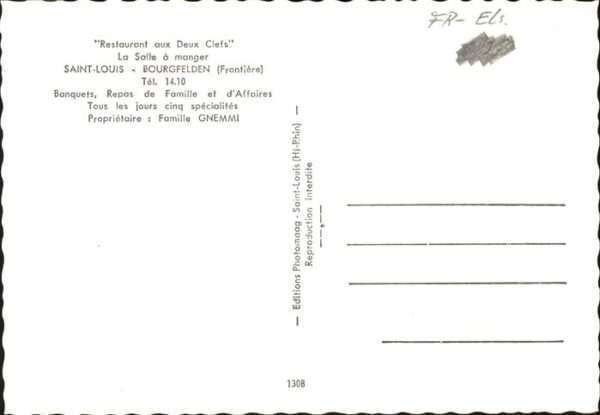 FR- Els.
"Restaurant aux Deux Clefs"
La Salle à manger
SAINT-LOUIS - BOURGFELDEN (Frontière)
Tél. 14.10
Banquets, Repas de Famille et d'Affaires
Tous les jours cinq spécialités
Propriétaire : Famille GNEMMI
— Editions Photomaag - Saint-Louis (Ht-Rhin) —
Reproduction interdite
1308